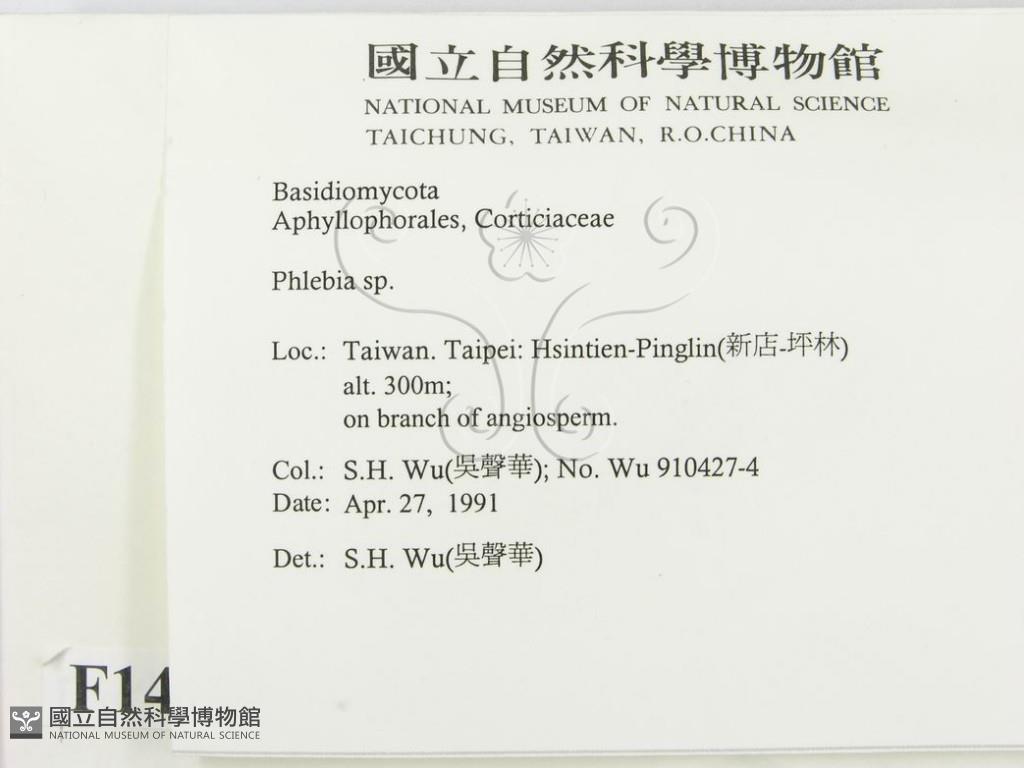 國立自然科學博物館
NATIONAL MUSEUM OF NATURAL SCIENCE
TAICHUNG, TAIWAN, R.O.CHINA
Basidiomycota
Aphyllophorales, Corticiaceae
Phlebia sp.
Loc.: Taiwan. Taipei: Hsintien-Pinglin(新店-坪林)
alt. 300m;
on branch of angiosperm.
Col.: S.H. Wu(吳聲華); No. Wu 910427-4
Date: Apr. 27, 1991
Det.: S.H. Wu(吳聲華)
F14
國立自然科學博物館
NATIONAL MUSEUM OF NATURAL SCIENCE